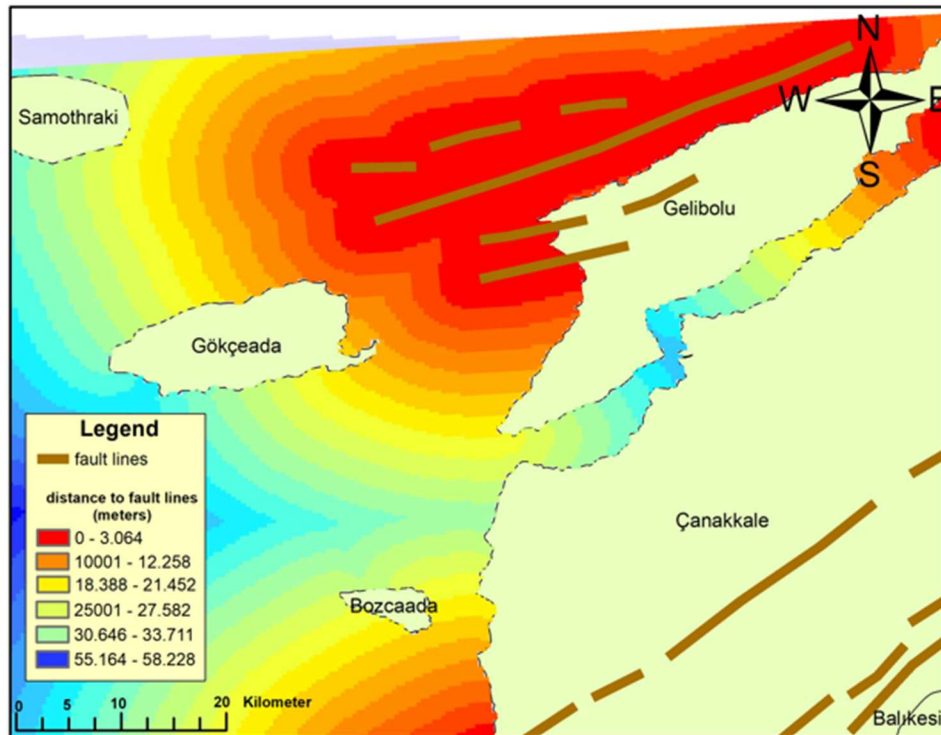 N
W
E
S
Samothraki
Gelibolu
Gökçeada
Legend
fault lines
distance to fault lines
(meters)
0 - 3.064
10001 - 12.258
18.388 - 21.452
25001 - 27.582
30.646 - 33.711
55.164 - 58.228
Çanakkale
Bozcaada
0 5 10 20 Kilometer
Balıkesi